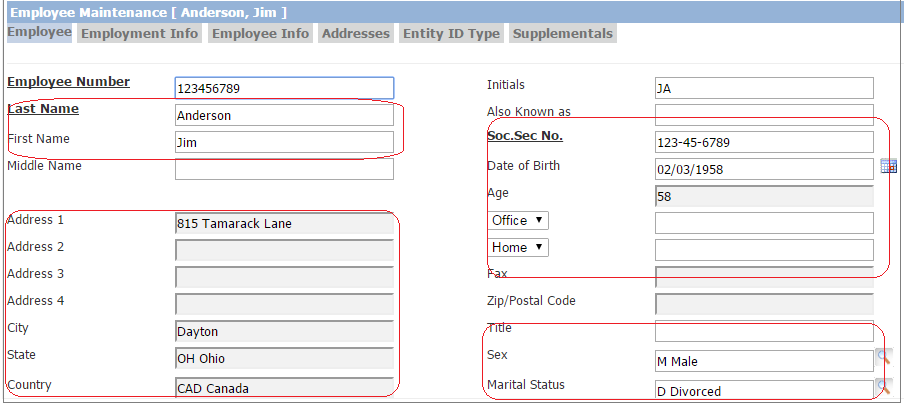 Employee Maintenance [ Anderson, Jim ]
Employee Employment Info Employee Info Addresses Entity ID Type Supplementals
Employee Number 123456789 Initials JA
Last Name Anderson Also Known as
First Name Jim Soc.Sec No. 123-45-6789
Middle Name Date of Birth 02/03/1958
Age 58
Address 1 815 Tamarack Lane Office
Address 2 Home
Address 3 Fax
Address 4 Zip/Postal Code
City Dayton Title
State OH Ohio Sex M Male
Country CAD Canada Marital Status D Divorced